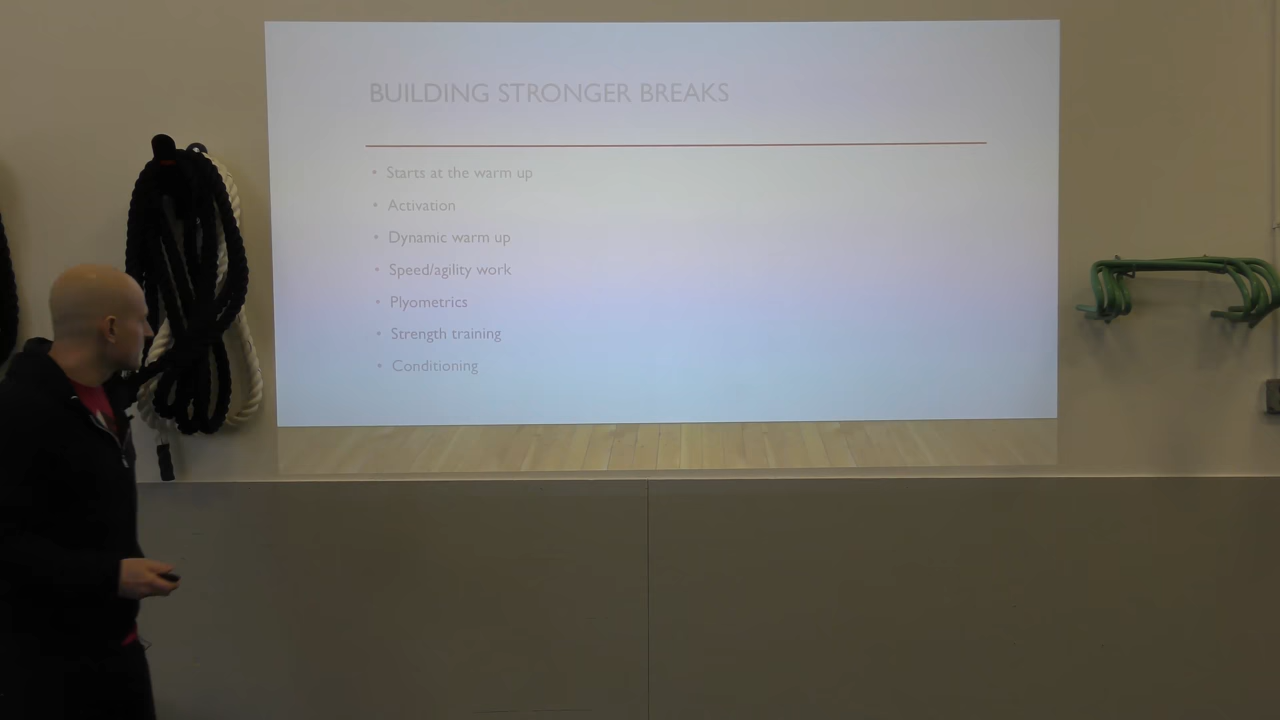 BUILDING STRONGER BREAKS
• Starts at the warm up
• Activation
• Dynamic warm up
• Speed/agility work
• Plyometrics
• Strength training
• Conditioning